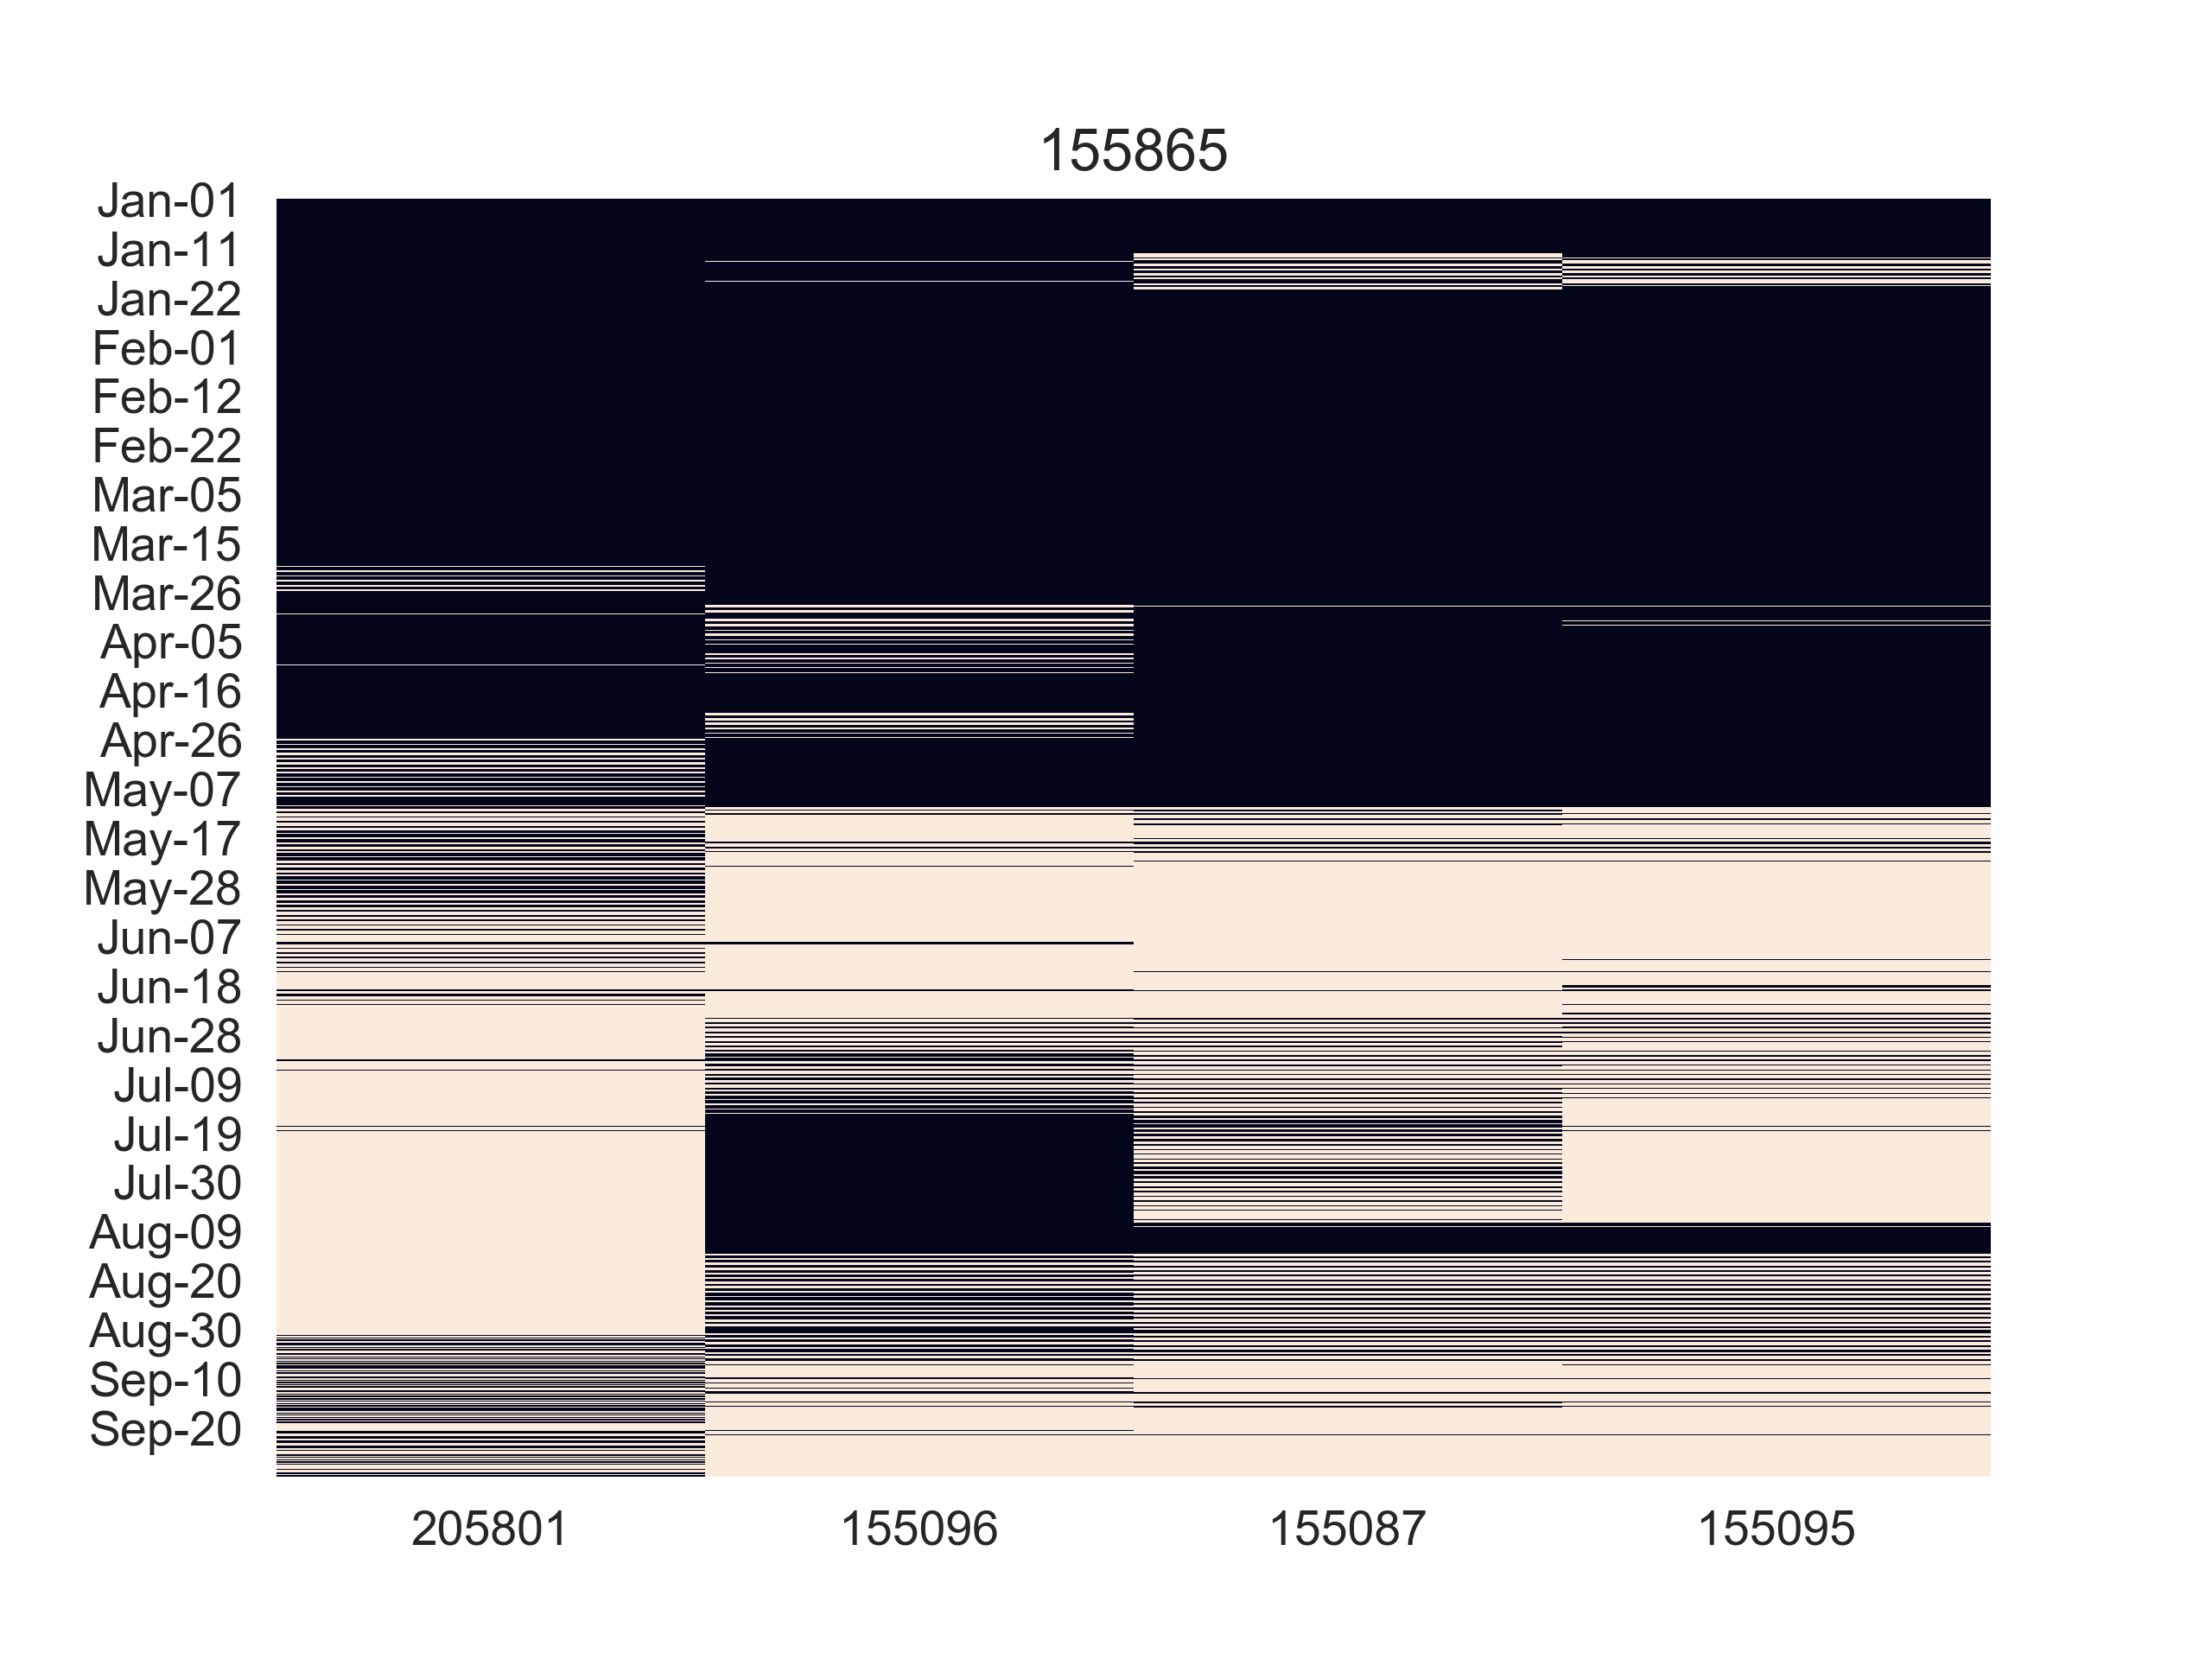 155865
Jan-01
Jan-11
Jan-22
Feb-01
Feb-12
Feb-22
Mar-05
Mar-15
Mar-26
Apr-05
Apr-16
Apr-26
May-07
May-17
May-28
Jun-07
Jun-18
Jun-28
Jul-09
Jul-19
Jul-30
Aug-09
Aug-20
Aug-30
Sep-10
Sep-20
205801 155096 155087 155095